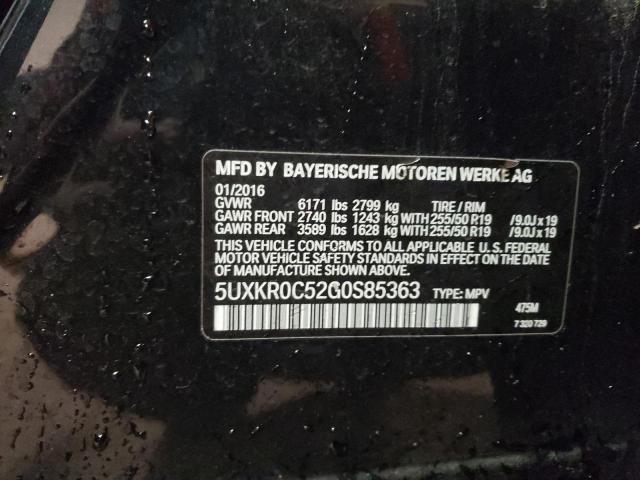 MFD BY BAYERISCHE MOTOREN WERKE AG
01/2016
GVWR 6171 lbs 2799 kg TIRE / RIM
GAWR FRONT 2740 lbs 1243 kg WITH 255/50 R19 /9.0J x 19
GAWR REAR 3589 lbs 1628 kg WITH 255/50 R19 /9.0J x 19
THIS VEHICLE CONFORMS TO ALL APPLICABLE U.S. FEDERAL
MOTOR VEHICLE SAFETY STANDARDS IN EFFECT ON THE DATE
OF MANUFACTURE SHOWN ABOVE.
5UXKR0C52G0S85363 TYPE: MPV 475M
7 320 729